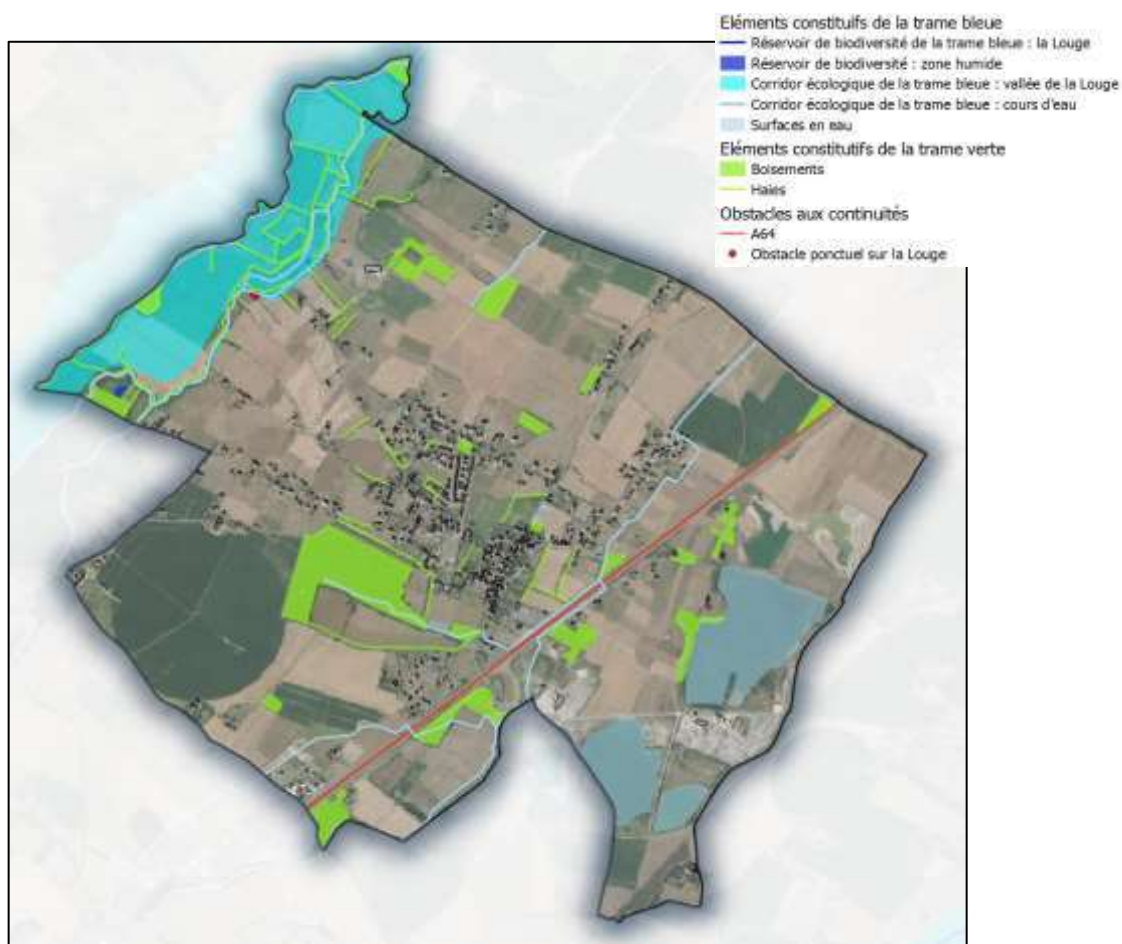 Eléments constituifs de la trame bleue
Réservoir de biodiversité de la trame bleue : la Louge
Réservoir de biodiversité : zone humide
Corridor écologique de la trame bleue : vallée de la Louge
Corridor écologique de la trame bleue : cours d'eau
Surfaces en eau
Eléments constitutifs de la trame verte
Boisements
Haies
Obstacles aux continuités
A64
Obstacle ponctuel sur la Louge